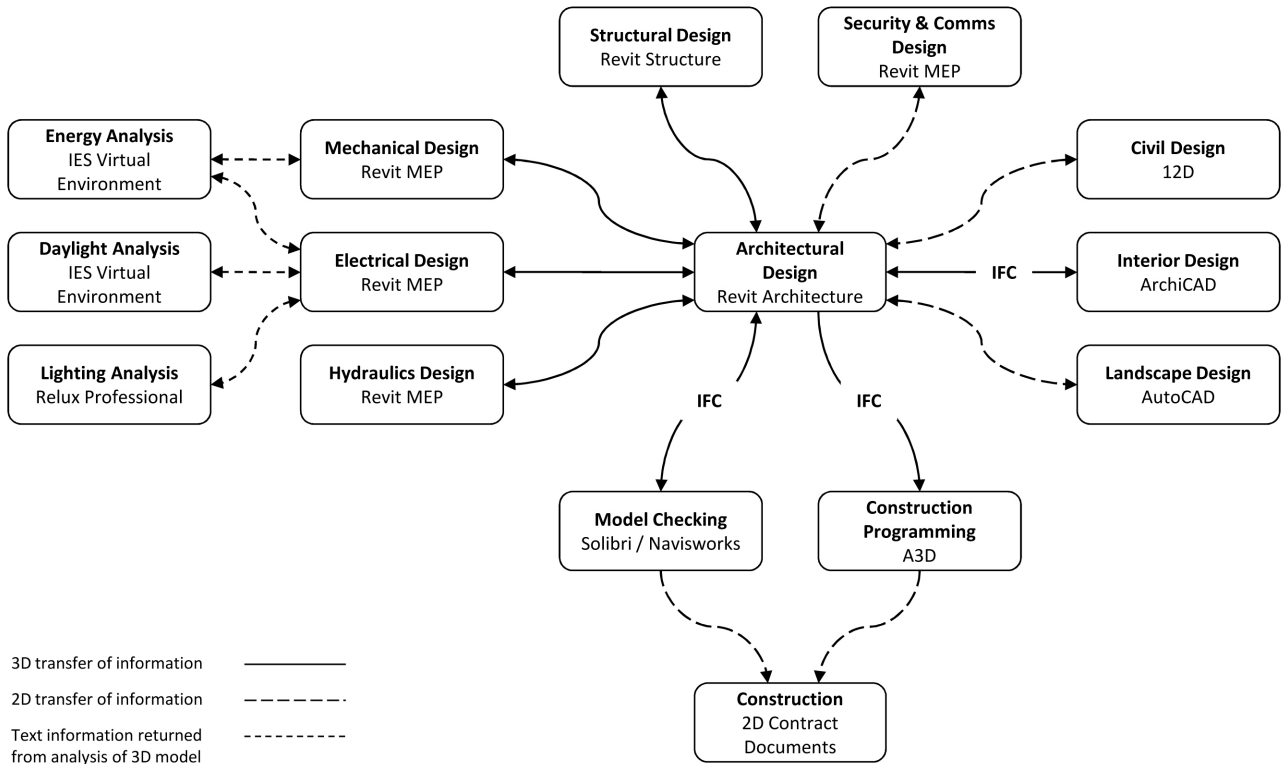 Structural Design
Revit Structure
Security & Comms
Design
Revit MEP
Energy Analysis
IES Virtual
Environment
Mechanical Design
Revit MEP
Civil Design
12D
Daylight Analysis
IES Virtual
Environment
Electrical Design
Revit MEP
Architectural
Design
Revit Architecture
IFC
Interior Design
ArchiCAD
Lighting Analysis
Relux Professional
Hydraulics Design
Revit MEP
Landscape Design
AutoCAD
IFC
IFC
Model Checking
Solibri / Navisworks
Construction
Programming
A3D
Construction
2D Contract
Documents
3D transfer of information
2D transfer of information
Text information returned
from analysis of 3D model